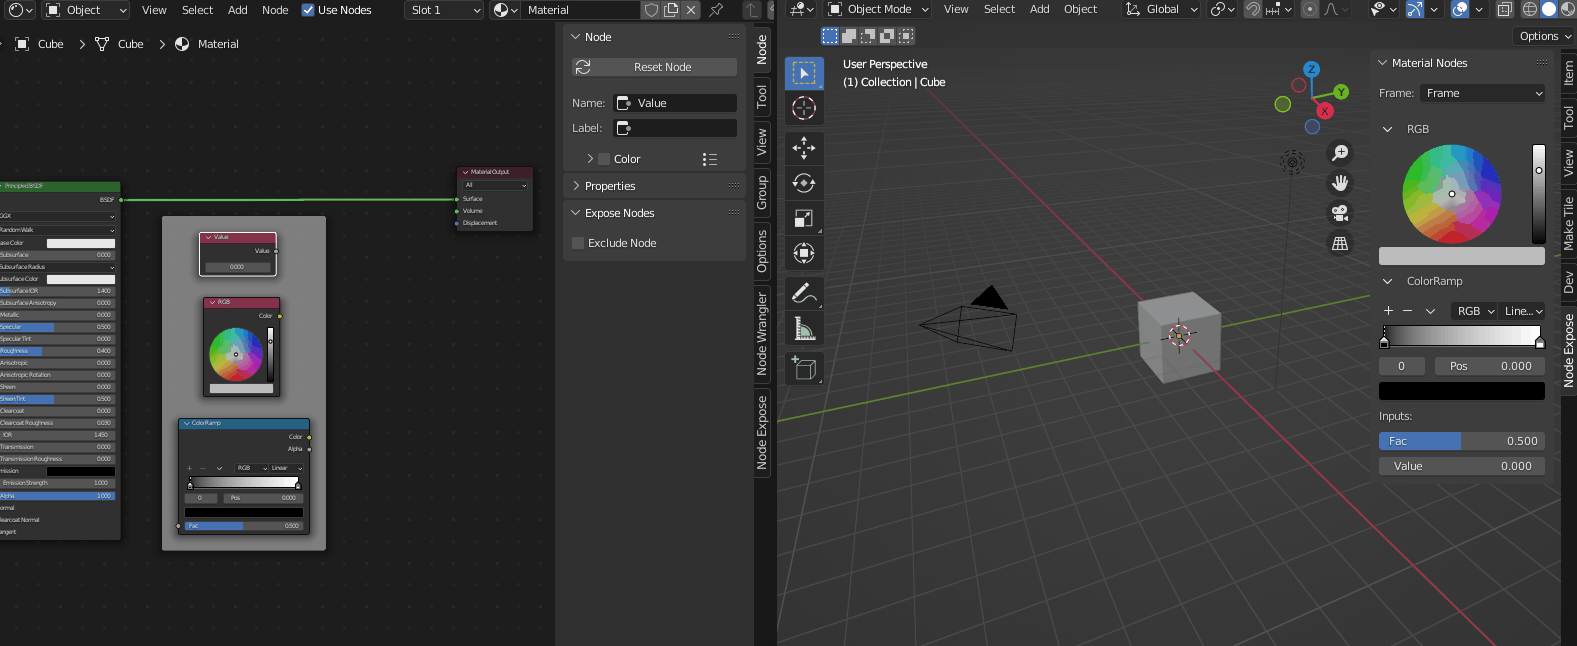 Object
View
Select
Add
Node
Use Nodes
Slot 1
Material
Cube
Cube
Material
Principled BSDF
BSDF
GGX
Random Walk
ase Color
Subsurface 0.000
Subsurface Radius
ubsurface Color
Subsurface IOR 1.400
Subsurface Anisotropy 0.000
Metallic 0.000
Specular 0.500
Specular Tint 0.000
Roughness 0.400
Anisotropic 0.000
Anisotropic Rotation 0.000
Sheen 0.000
Sheen Tint 0.500
Clearcoat 0.000
Clearcoat Roughness 0.030
IOR 1.450
Transmission 0.000
Transmission Roughness 0.000
mission
Emission Strength 1.000
Alpha 1.000
ormal
learcoat Normal
angent
Value
Value
0.000
RGB
Color
ColorRamp
Color
Alpha
RGB
Linear
0
Pos 0.000
Fac 0.500
Material Output
All
Surface
Volume
Displacement
Node
Reset Node
Name: Value
Label:
Color
Properties
Expose Nodes
Exclude Node
Node
Tool
View
Group
Options
Node Wrangler
Node Expose
Object Mode
View
Select
Add
Object
Global
Options
User Perspective
(1) Collection | Cube
Z
Y
X
Material Nodes
Frame: Frame
RGB
ColorRamp
RGB
Line...
0
Pos 0.000
Inputs:
Fac 0.500
Value 0.000
Item
Tool
View
Make Tile
Dev
Node Expose